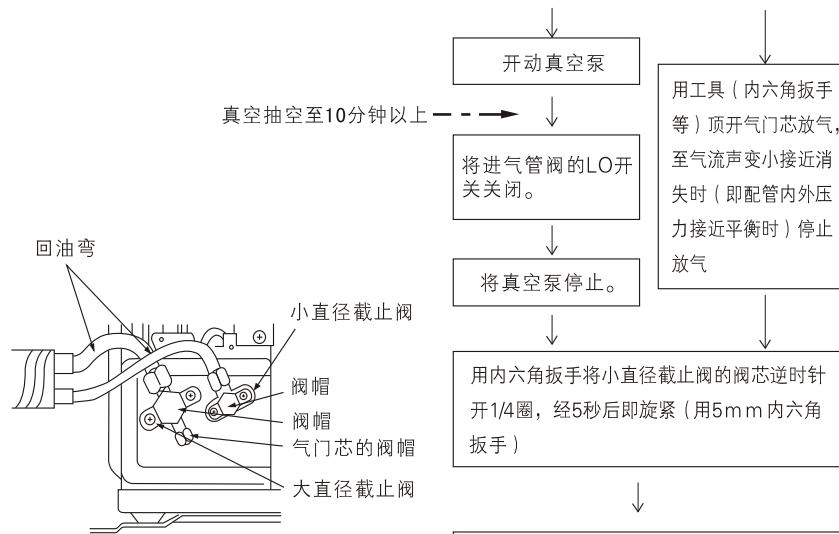 开动真空泵
真空抽空至10分钟以上
将进气管阀的LO开
关关闭。
将真空泵停止。
用工具（内六角扳手
等）顶开气门芯放气，
至气流声变小接近消
失时（即配管内外压
力接近平衡时）停止
放气
用内六角扳手将小直径截止阀的阀芯逆时针
开1/4圈，经5秒后即旋紧（用5mm内六角
扳手）
回油弯
小直径截止阀
阀帽
阀帽
气门芯的阀帽
大直径截止阀